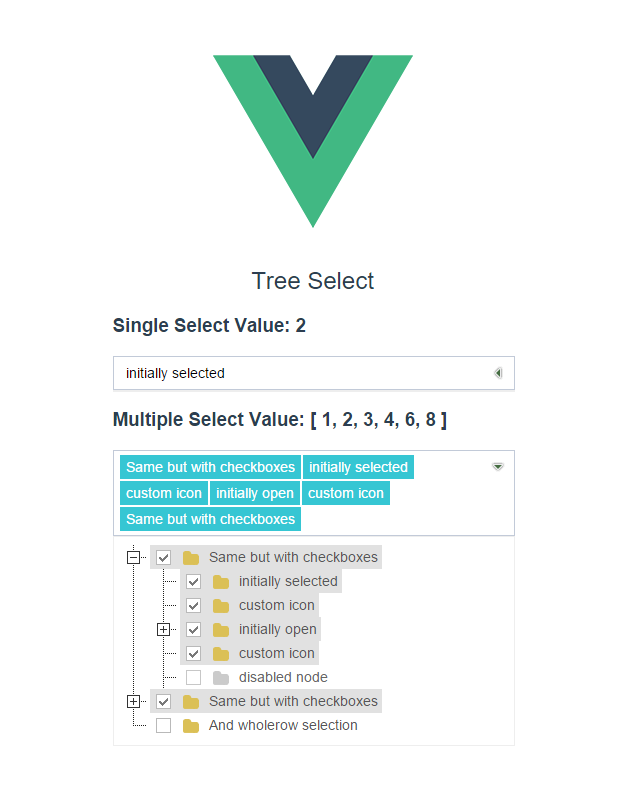 Tree Select
Single Select Value: 2
initially selected
Multiple Select Value: [ 1, 2, 3, 4, 6, 8 ]
Same but with checkboxes initially selected
custom icon initially open custom icon
Same but with checkboxes
Same but with checkboxes
initially selected
custom icon
initially open
custom icon
disabled node
Same but with checkboxes
And wholerow selection